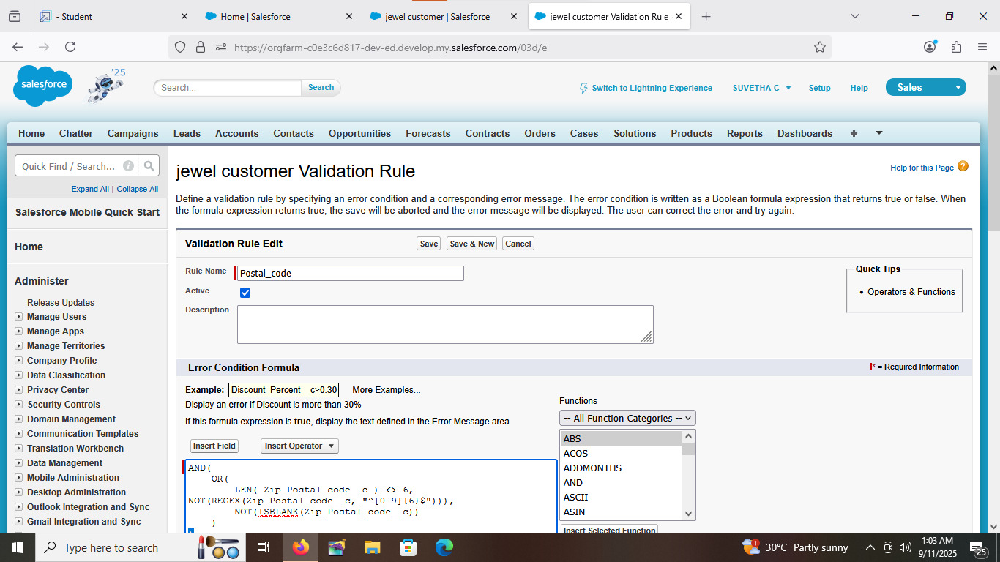 - Student
Home | Salesforce
jewel customer | Salesforce
jewel customer Validation Rule
https://orgfarm-c0e3c6d817-dev-ed.develop.my.salesforce.com/03d/e
salesforce
'25
Search...
Search
Switch to Lightning Experience
SUVETHA C
Setup
Help
Sales
Home Chatter Campaigns Leads Accounts Contacts Opportunities Forecasts Contracts Orders Cases Solutions Products Reports Dashboards +
Quick Find / Search...
Expand All | Collapse All
Salesforce Mobile Quick Start
Home
Administer
Release Updates
Manage Users
Manage Apps
Manage Territories
Company Profile
Data Classification
Privacy Center
Security Controls
Domain Management
Communication Templates
Translation Workbench
Data Management
Mobile Administration
Desktop Administration
Outlook Integration and Sync
Gmail Integration and Sync
jewel customer Validation Rule
Help for this Page
Define a validation rule by specifying an error condition and a corresponding error message. The error condition is written as a Boolean formula expression that returns true or false. When
the formula expression returns true, the save will be aborted and the error message will be displayed. The user can correct the error and try again.
Validation Rule Edit
Save
Save & New
Cancel
Rule Name
Postal_code
Active
Description
Quick Tips
• Operators & Functions
Error Condition Formula
* = Required Information
Example:
Discount_Percent__c>0.30
More Examples...
Display an error if Discount is more than 30%
If this formula expression is true, display the text defined in the Error Message area
Insert Field
Insert Operator
AND(
OR(
LEN( Zip_Postal_code__c ) <> 6,
NOT(REGEX(Zip_Postal_code__c, "^[0-9]{6}$"))),
NOT(ISBLANK(Zip_Postal_code__c))
)
Functions
-- All Function Categories --
ABS
ACOS
ADDMONTHS
AND
ASCII
ASIN
Insert Selected Function
Type here to search
1
30°C Partly sunny
1:03 AM
9/11/2025
25